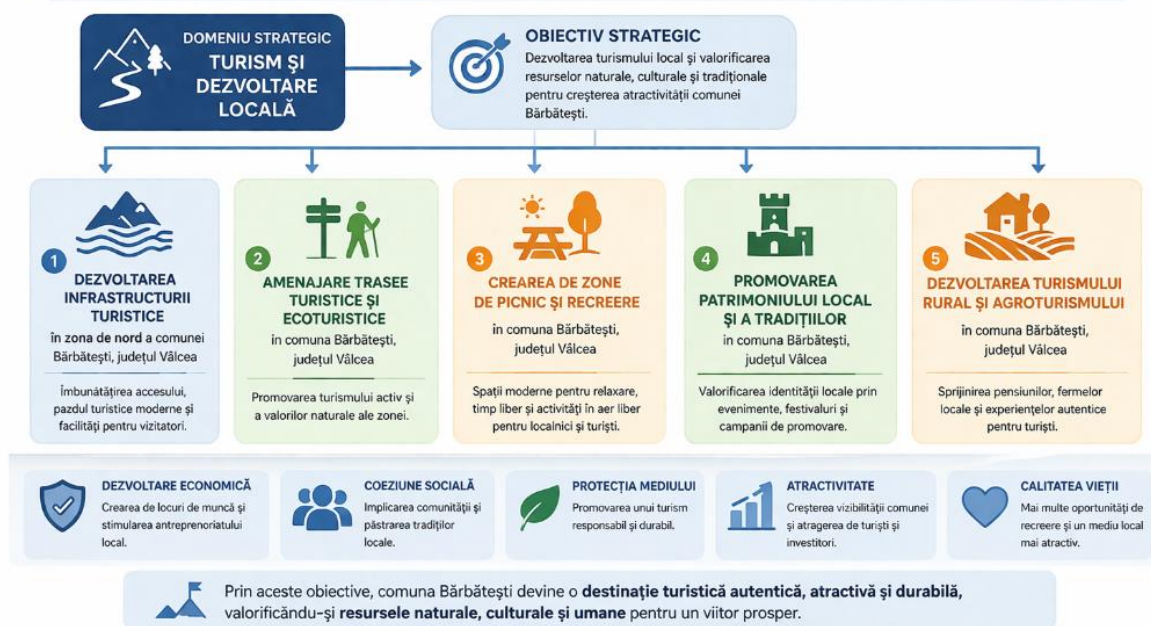 DOMENIU STRATEGIC
TURISM ȘI
DEZVOLTARE
LOCALĂ
OBIECTIV STRATEGIC
Dezvoltarea turismului local și valorificarea
resurselor naturale, culturale și tradiționale
pentru creșterea atractivității comunei
Bărbătești.
1
DEZVOLTAREA
INFRASTRUCTURII
TURISTICE
în zona de nord a comunei
Bărbătești, județul Vâlcea
Îmbunătățirea accesului,
pazdul turistice moderne și
facilități pentru vizitatori.
2
AMENAJARE TRASEE
TURISTICE ȘI
ECOTURISTICE
în comuna Bărbătești,
județul Vâlcea
Promovarea turismului activ și
a valorilor naturale ale zonei.
3
CREAREA DE ZONE
DE PICNIC ȘI RECREERE
în comuna Bărbătești,
județul Vâlcea
Spații moderne pentru relaxare,
timp liber și activități în aer liber
pentru localnici și turiști.
4
PROMOVAREA
PATRIMONIULUI LOCAL
ȘI A TRADIȚIILOR
în comuna Bărbătești,
județul Vâlcea
Valorificarea identității locale prin
evenimente, festivaluri și
campanii de promovare.
5
DEZVOLTAREA TURISMULUI
RURAL ȘI AGROTURISMULUI
în comuna Bărbătești,
județul Vâlcea
Sprijinirea pensiunilor, fermelor
locale și experiențelor autentice
pentru turiști.
DEZVOLTARE ECONOMICĂ
Crearea de locuri de muncă și
stimularea antreprenoriatului
local.
COEZIUNE SOCIALĂ
Implicarea comunității și
păstrarea tradițiilor
locale.
PROTECȚIA MEDIULUI
Promovarea unui turism
responsabil și durabil.
ATRACTIVITATE
Creșterea vizibilității comunei
și atragerea de turiști și
investitori.
CALITATEA VIEȚII
Mai multe oportunități de
recreere și un mediu local
mai atractiv.
Prin aceste obiective, comuna Bărbătești devine o destinație turistică autentică, atractivă și durabilă,
valorificându-și resursele naturale, culturale și umane pentru un viitor prosper.